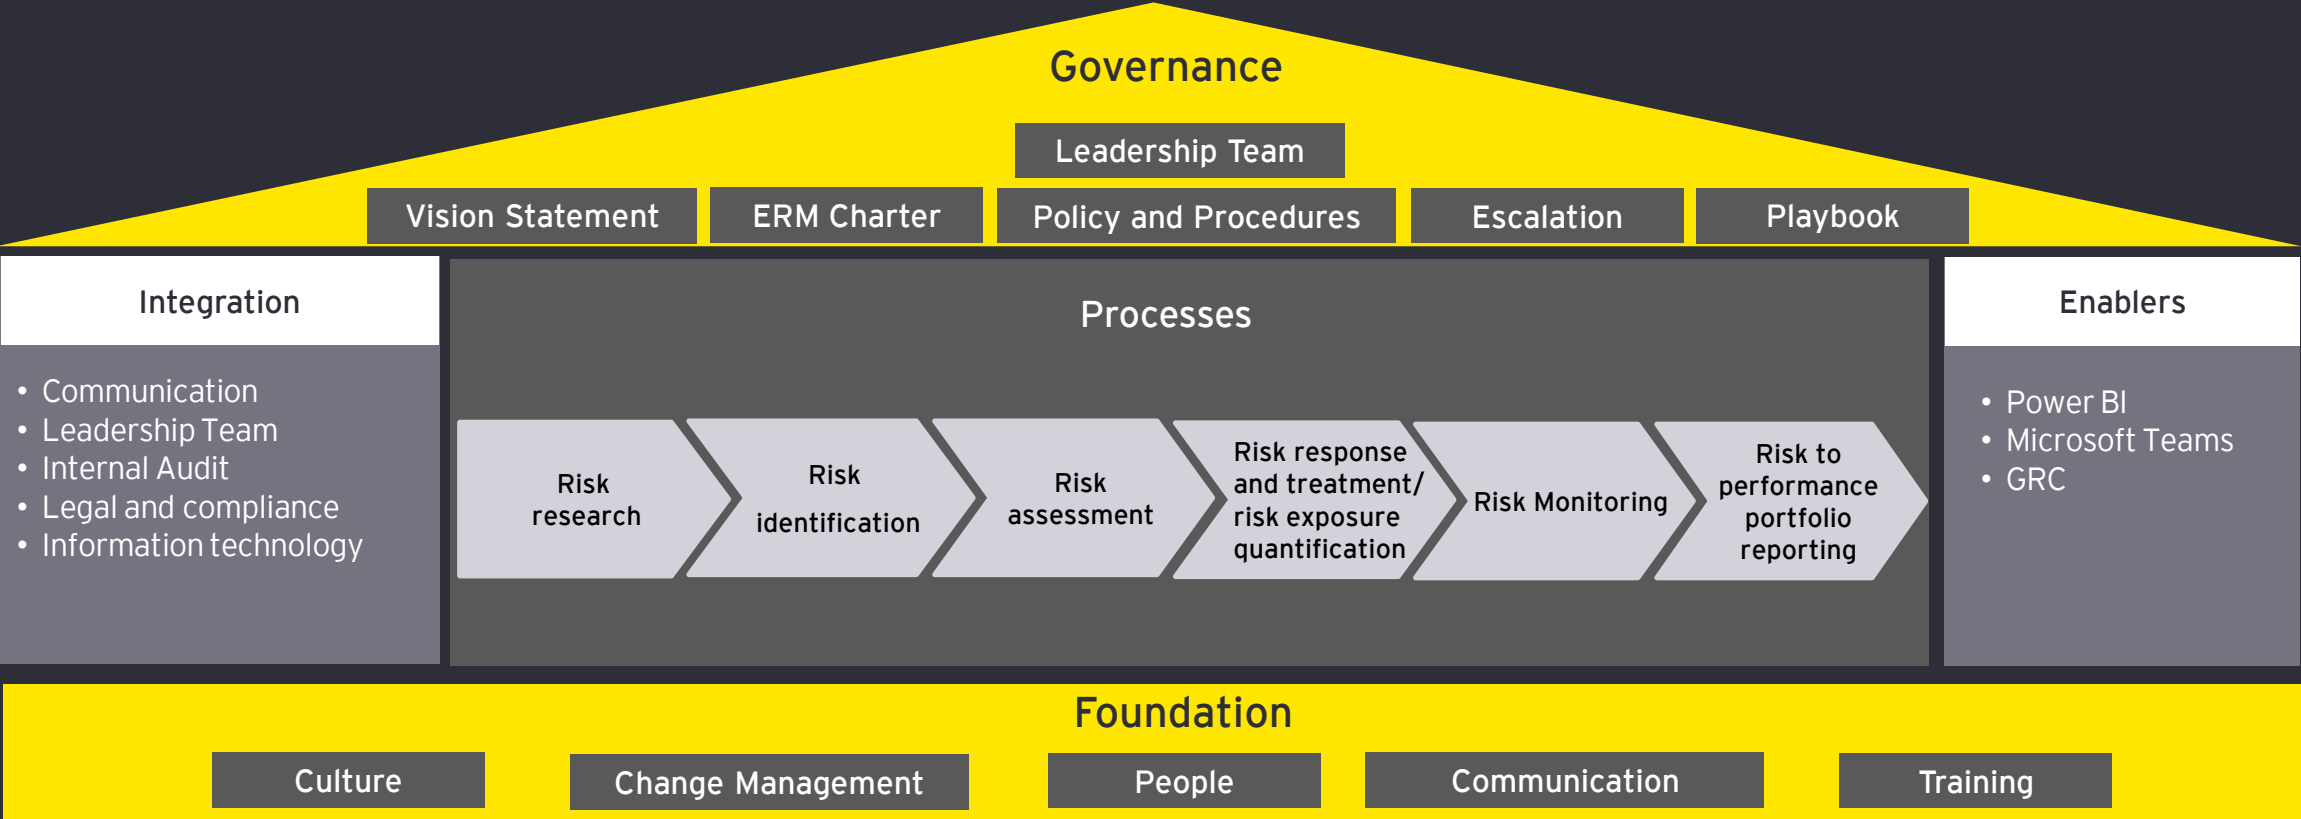 Governance
Leadership Team
Vision Statement
ERM Charter
Policy and Procedures
Escalation
Playbook
Integration
• Communication
• Leadership Team
• Internal Audit
• Legal and compliance
• Information technology
Processes
Risk
research
Risk
identification
Risk
assessment
Risk response
and treatment/
risk exposure
quantification
Risk Monitoring
Risk to
performance
portfolio
reporting
Enablers
• Power BI
• Microsoft Teams
• GRC
Foundation
Culture
Change Management
People
Communication
Training